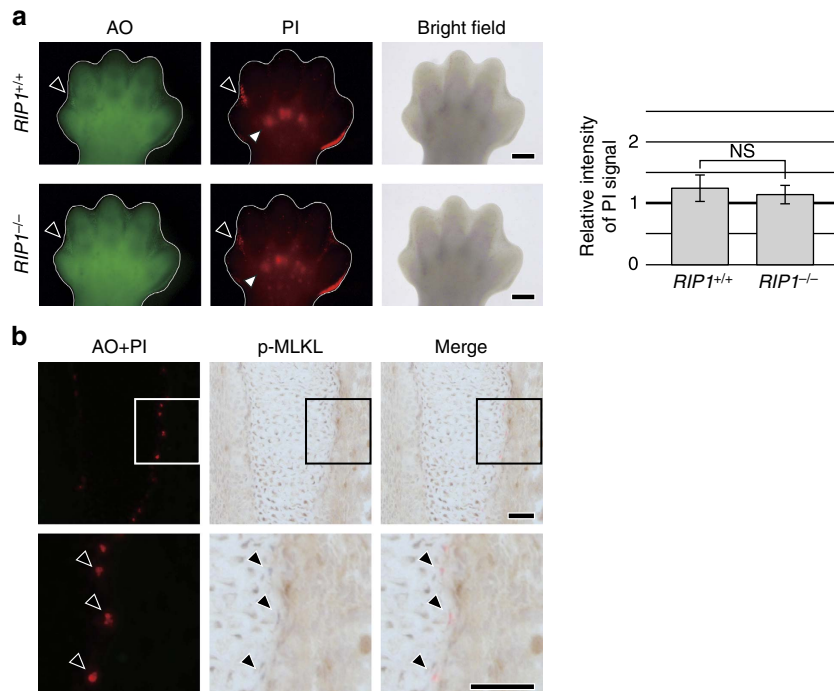 a
AO PI Bright field
RIP1+/+
RIP1–/–
Relative intensity
of PI signal
2
1
0
NS
RIP1+/+ RIP1–/–
b
AO+PI p-MLKL Merge